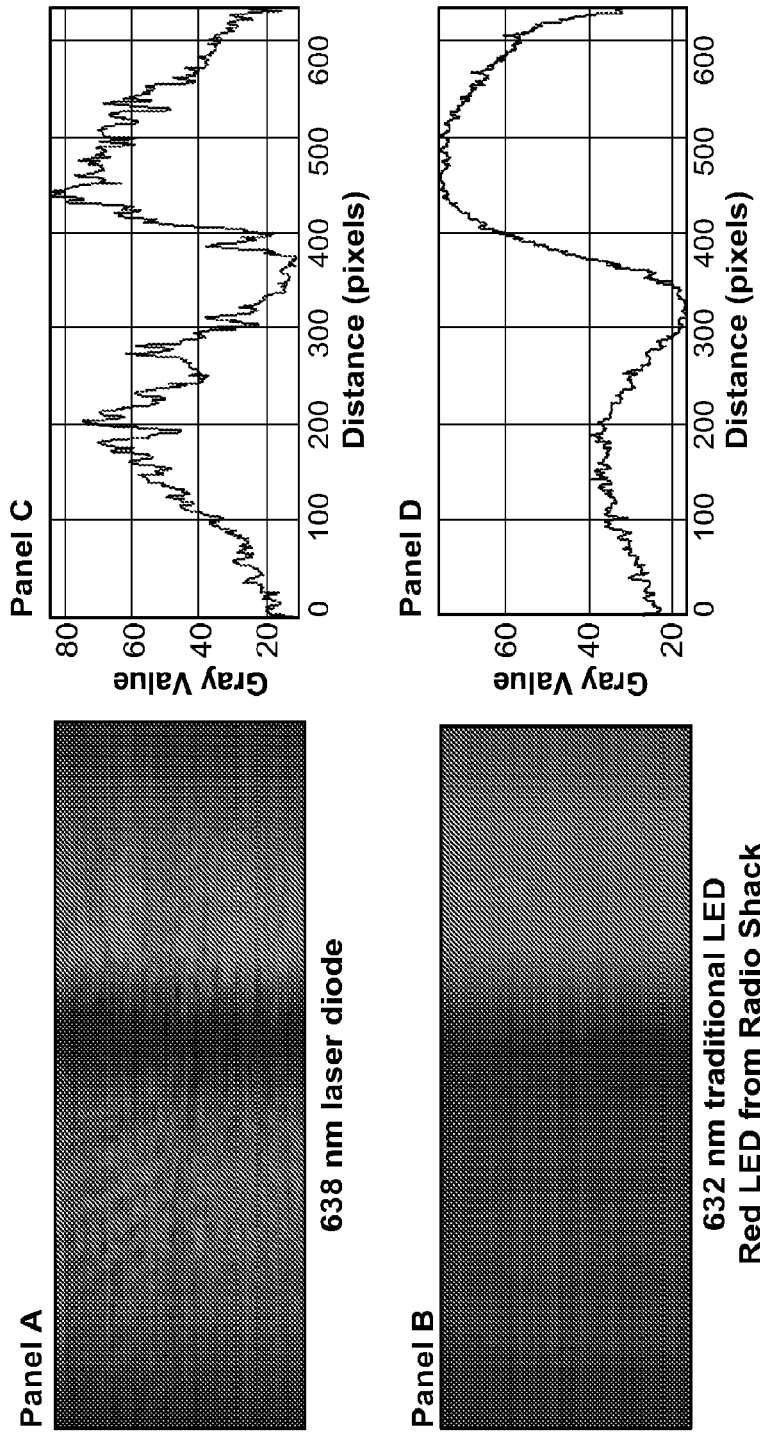 Panel A
638 nm laser diode
Panel C
Gray Value
80
60
40
20
0
100
200
300
400
500
600
Distance (pixels)
Panel B
632 nm traditional LED
Red LED from Radio Shack
Panel D
Gray Value
60
40
20
0
100
200
300
400
500
600
Distance (pixels)